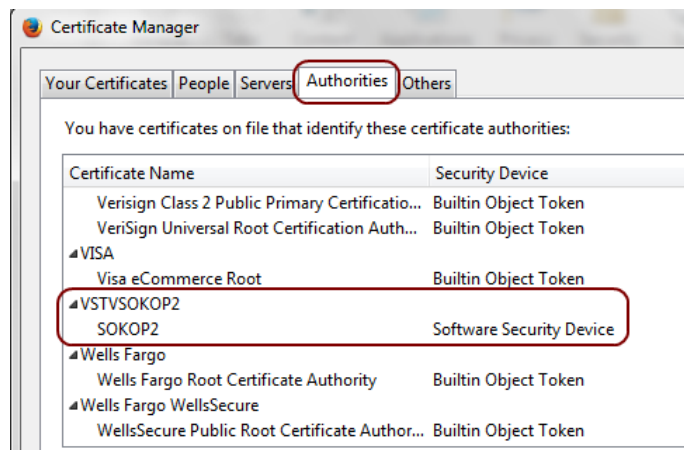 Certificate Manager
Your Certificates People Servers Authorities Others
You have certificates on file that identify these certificate authorities:
Certificate Name Security Device
Verisign Class 2 Public Primary Certificatio... Builtin Object Token
VeriSign Universal Root Certification Auth... Builtin Object Token
VISA
Visa eCommerce Root Builtin Object Token
VSTVSOKOP2
SOKOP2 Software Security Device
Wells Fargo
Wells Fargo Root Certificate Authority Builtin Object Token
Wells Fargo WellsSecure
WellsSecure Public Root Certificate Author... Builtin Object Token